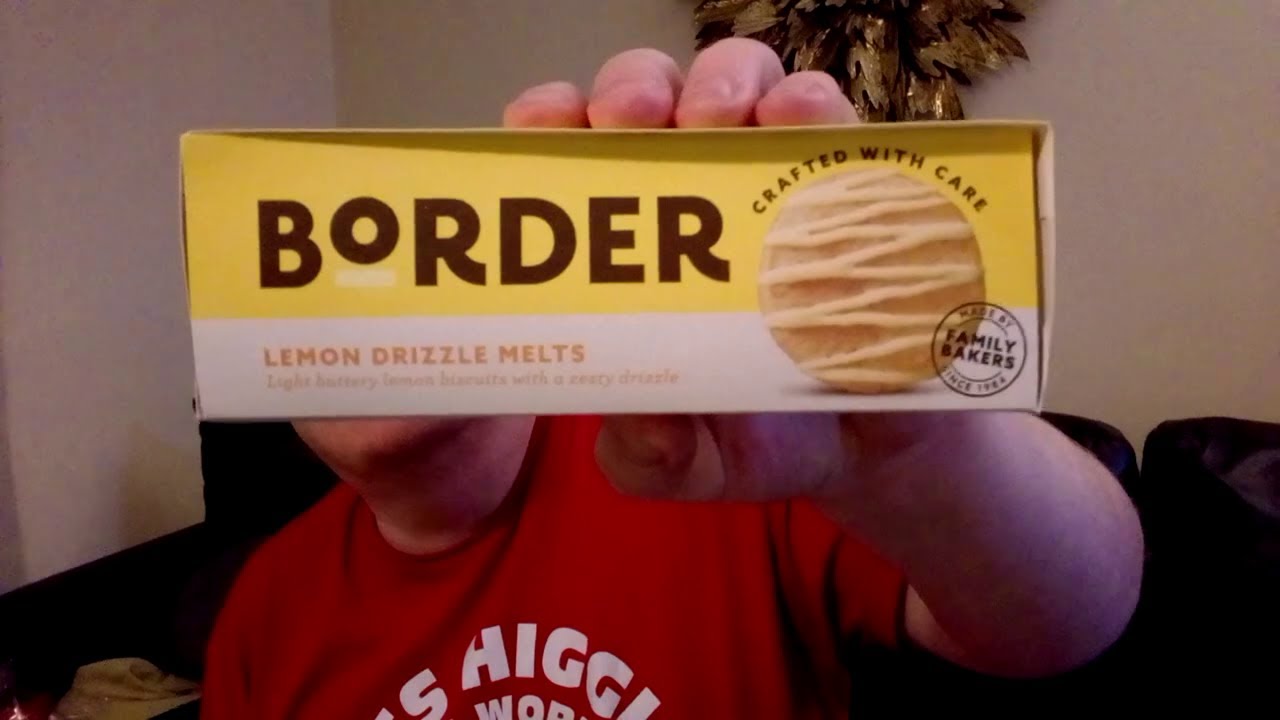 CRAFTED WITH CARE
BORDER
LEMON DRIZZLE MELTS
Light buttery lemon biscuits with a zesty drizzle
MADE BY
FAMILY
BAKERS
SINCE 1984
HIGGI